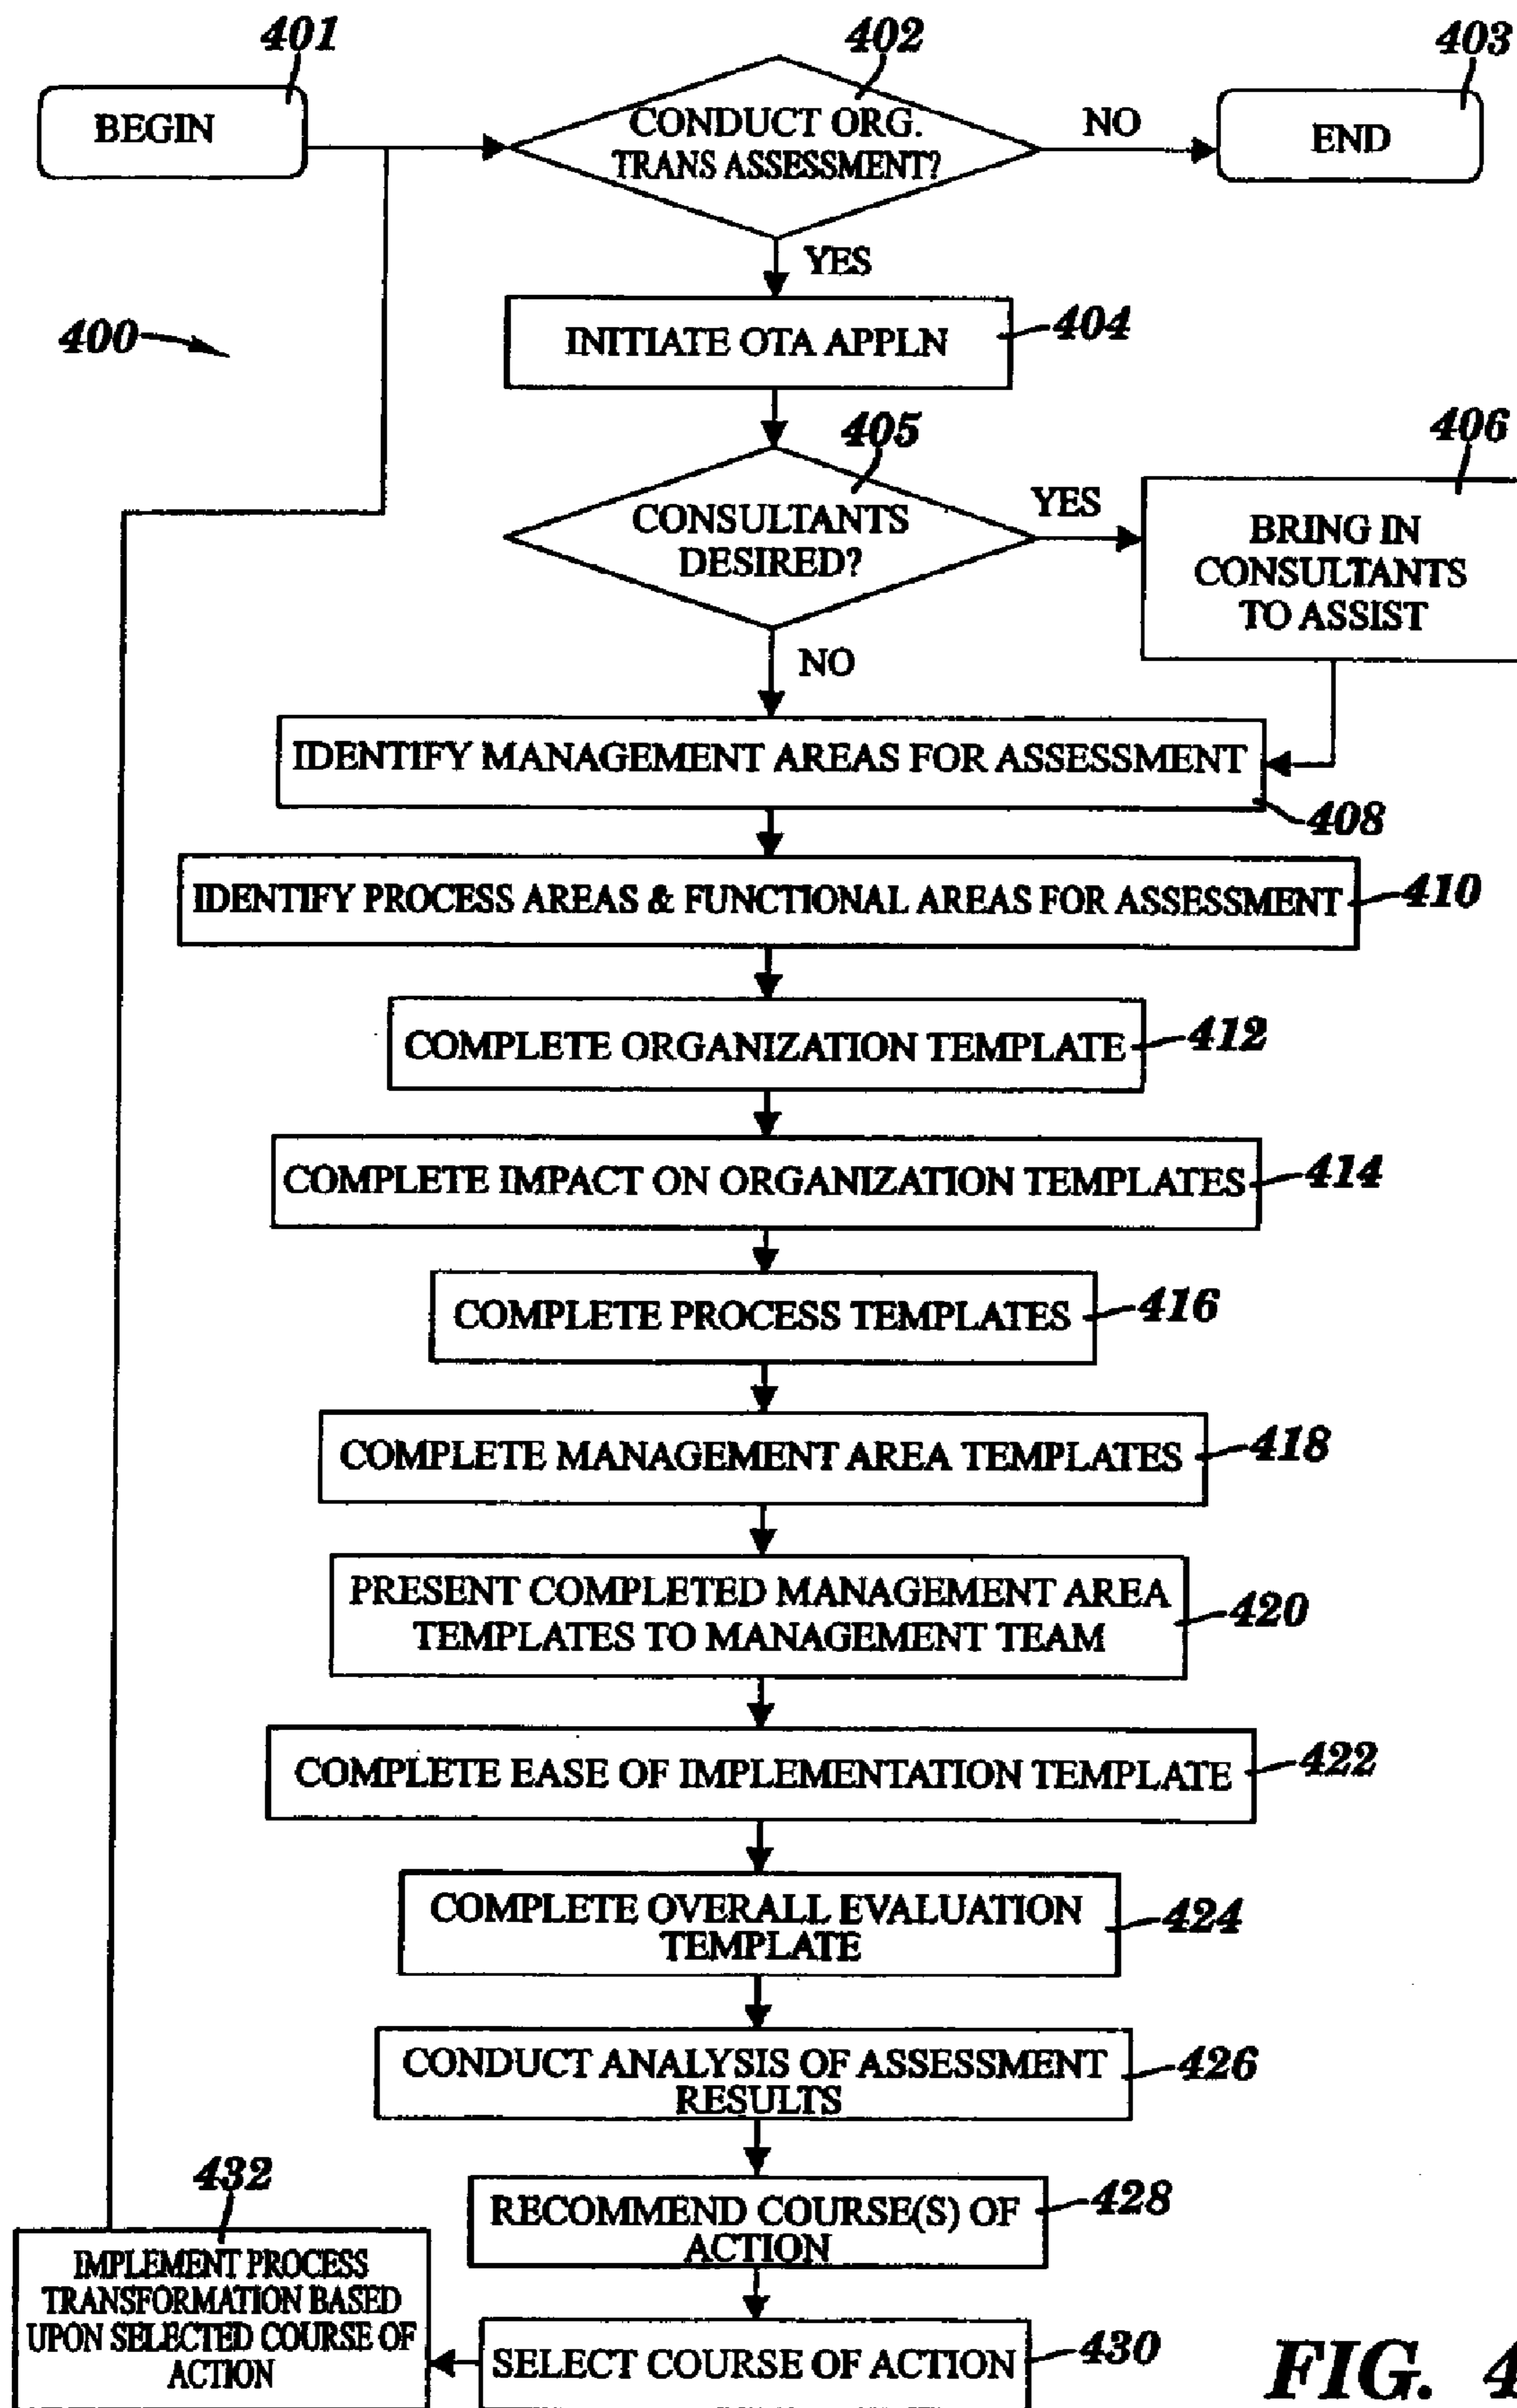 401
402
403
BEGIN
CONDUCT ORG.
TRANS ASSESSMENT?
NO
END
YES
400
INITIATE OTA APPLN
404
405
406
CONSULTANTS
DESIRED?
YES
BRING IN
CONSULTANTS
TO ASSIST
NO
IDENTIFY MANAGEMENT AREAS FOR ASSESSMENT
408
IDENTIFY PROCESS AREAS & FUNCTIONAL AREAS FOR ASSESSMENT
410
COMPLETE ORGANIZATION TEMPLATE
412
COMPLETE IMPACT ON ORGANIZATION TEMPLATES
414
COMPLETE PROCESS TEMPLATES
416
COMPLETE MANAGEMENT AREA TEMPLATES
418
PRESENT COMPLETED MANAGEMENT AREA
TEMPLATES TO MANAGEMENT TEAM
420
COMPLETE EASE OF IMPLEMENTATION TEMPLATE
422
COMPLETE OVERALL EVALUATION
TEMPLATE
424
CONDUCT ANALYSIS OF ASSESSMENT
RESULTS
426
RECOMMEND COURSE(S) OF
ACTION
428
432
IMPLEMENT PROCESS
TRANSFORMATION BASED
UPON SELECTED COURSE OF
ACTION
SELECT COURSE OF ACTION
430
FIG. 4